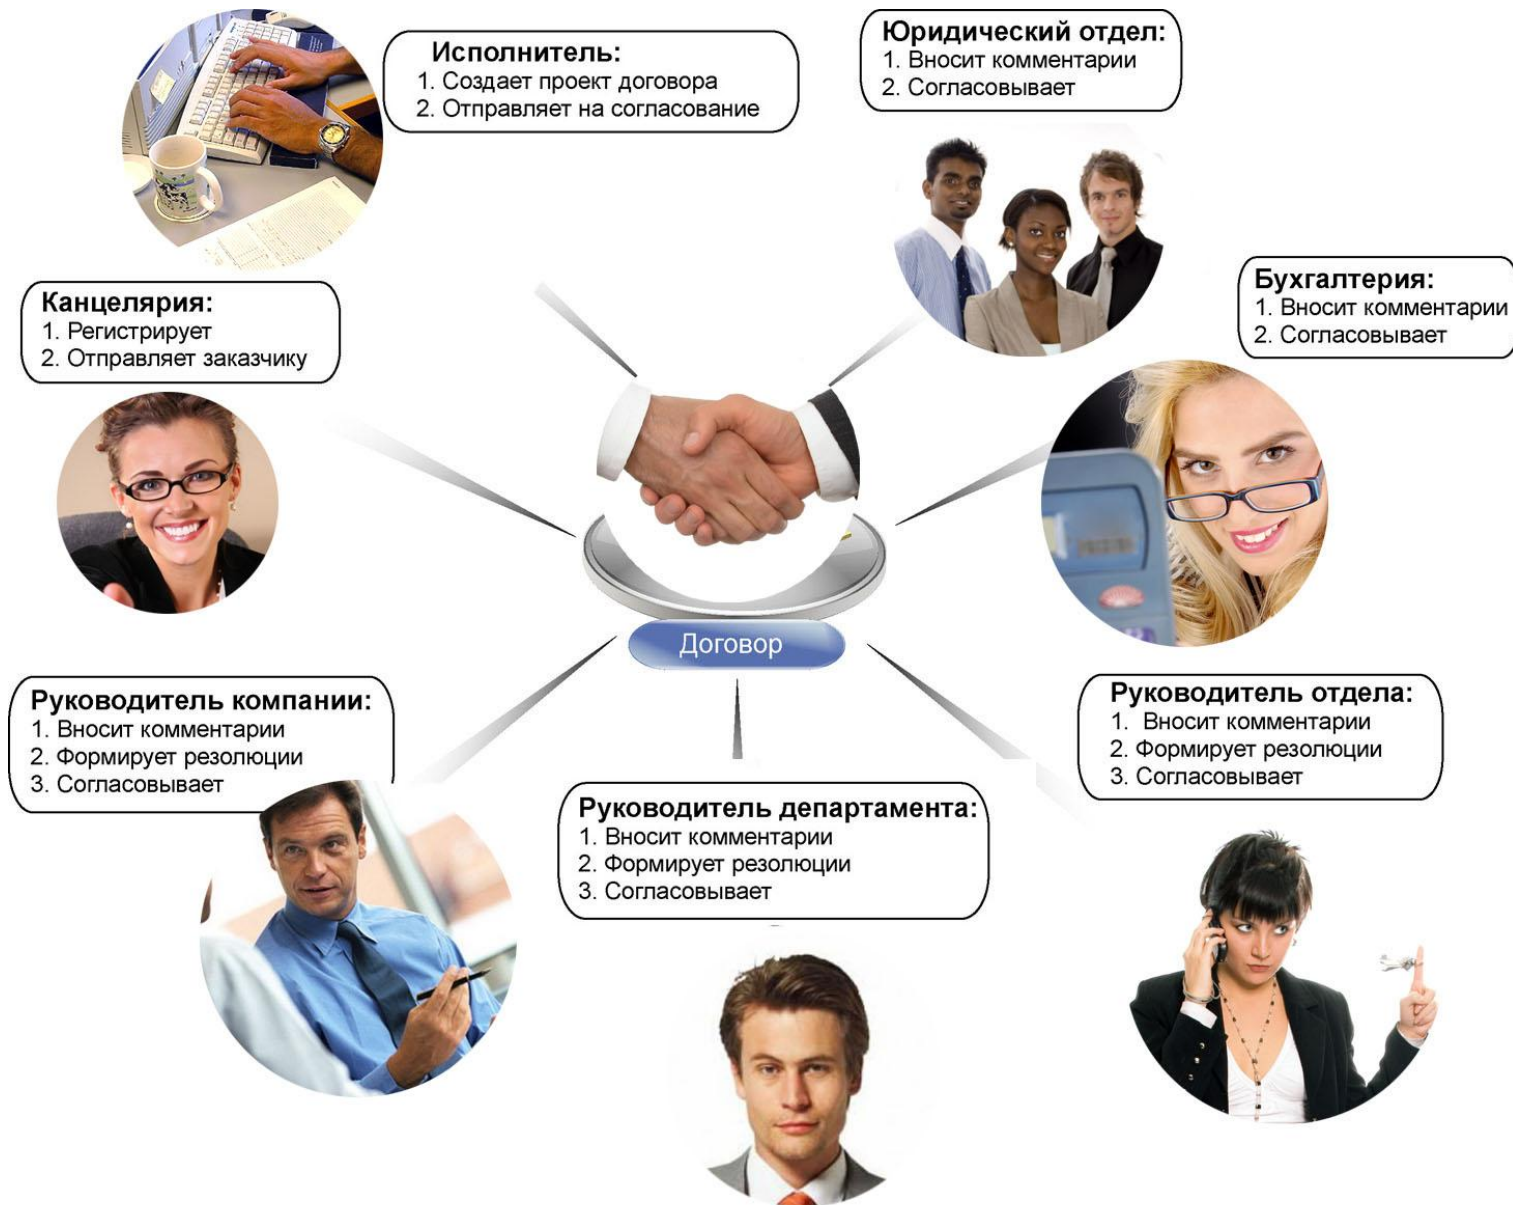 Исполнитель:
1. Создает проект договора
2. Отправляет на согласование
Юридический отдел:
1. Вносит комментарии
2. Согласовывает
Бухгалтерия:
1. Вносит комментарии
2. Согласовывает
Канцелярия:
1. Регистрирует
2. Отправляет заказчику
Договор
Руководитель компании:
1. Вносит комментарии
2. Формирует резолюции
3. Согласовывает
Руководитель департамента:
1. Вносит комментарии
2. Формирует резолюции
3. Согласовывает
Руководитель отдела:
1. Вносит комментарии
2. Формирует резолюции
3. Согласовывает